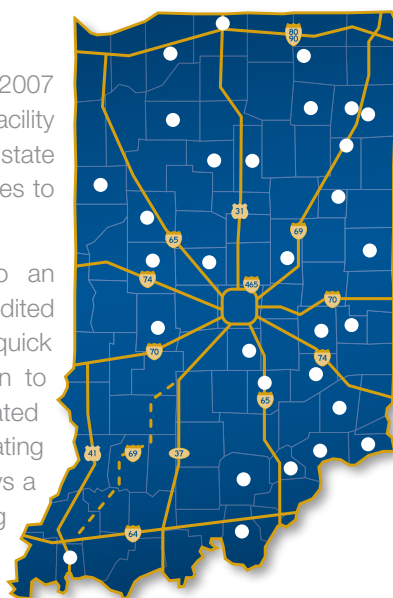 2007
acility
state
es to
o an
dited
quick
n to
ated
ating
ys a
g
80
90
31
69
65
74
465
70
70
74
65
41
69
37
64